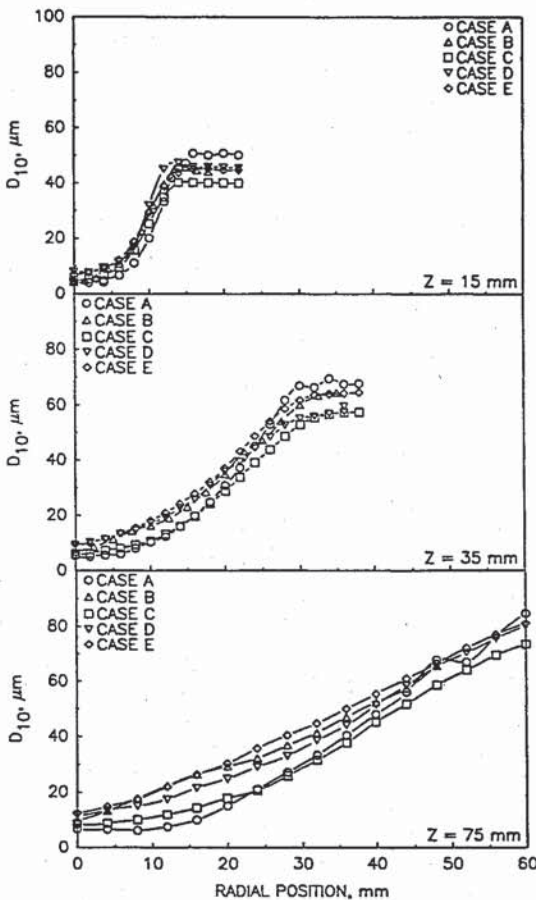 100
80
60
40
20
0
D10, μm
CASE A
CASE B
CASE C
CASE D
CASE E
Z = 15 mm
80
60
40
20
0
D10, μm
CASE A
CASE B
CASE C
CASE D
CASE E
Z = 35 mm
100
80
60
40
20
0
D10, μm
CASE A
CASE B
CASE C
CASE D
CASE E
Z = 75 mm
0 10 20 30 40 50 60
RADIAL POSITION, mm